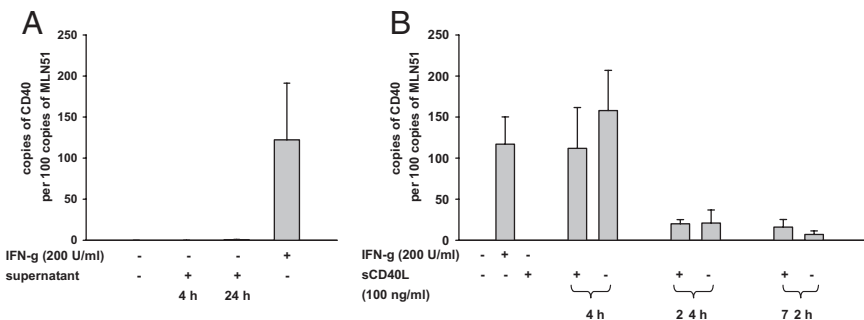 A
copies of CD40
per 100 copies of MLN51
250
200
150
100
50
0
IFN-g (200 U/ml) - - - +
supernatant - + + -
4 h 24 h
B
copies of CD40
per 100 copies of MLN51
250
200
150
100
50
0
IFN-g (200 U/ml) - + -
sCD40L - - + + - + - + -
(100 ng/ml)
4 h 2 4 h 7 2 h